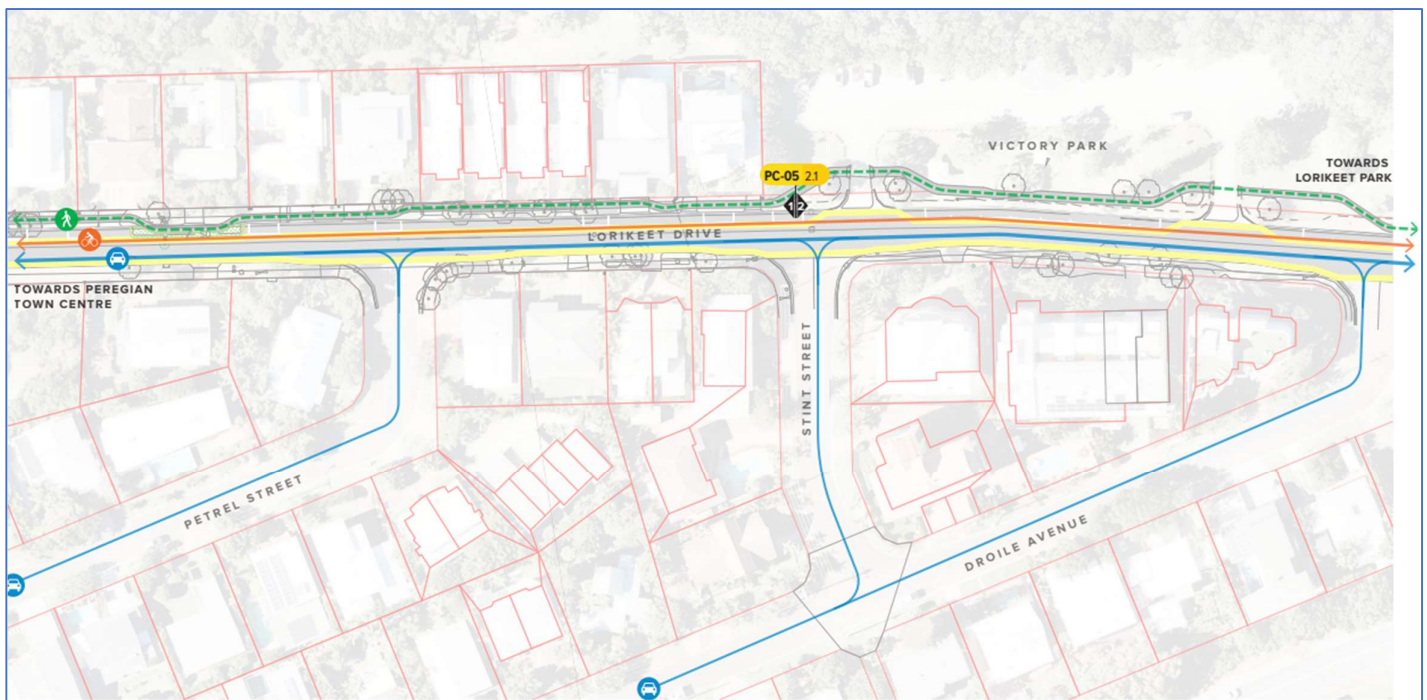 VICTORY PARK
TOWARDS
LORIKEET PARK
PC-05 2.1
1 2
LORIKEET DRIVE
TOWARDS PEREGIAN
TOWN CENTRE
STINT STREET
PETREL STREET
DROILE AVENUE